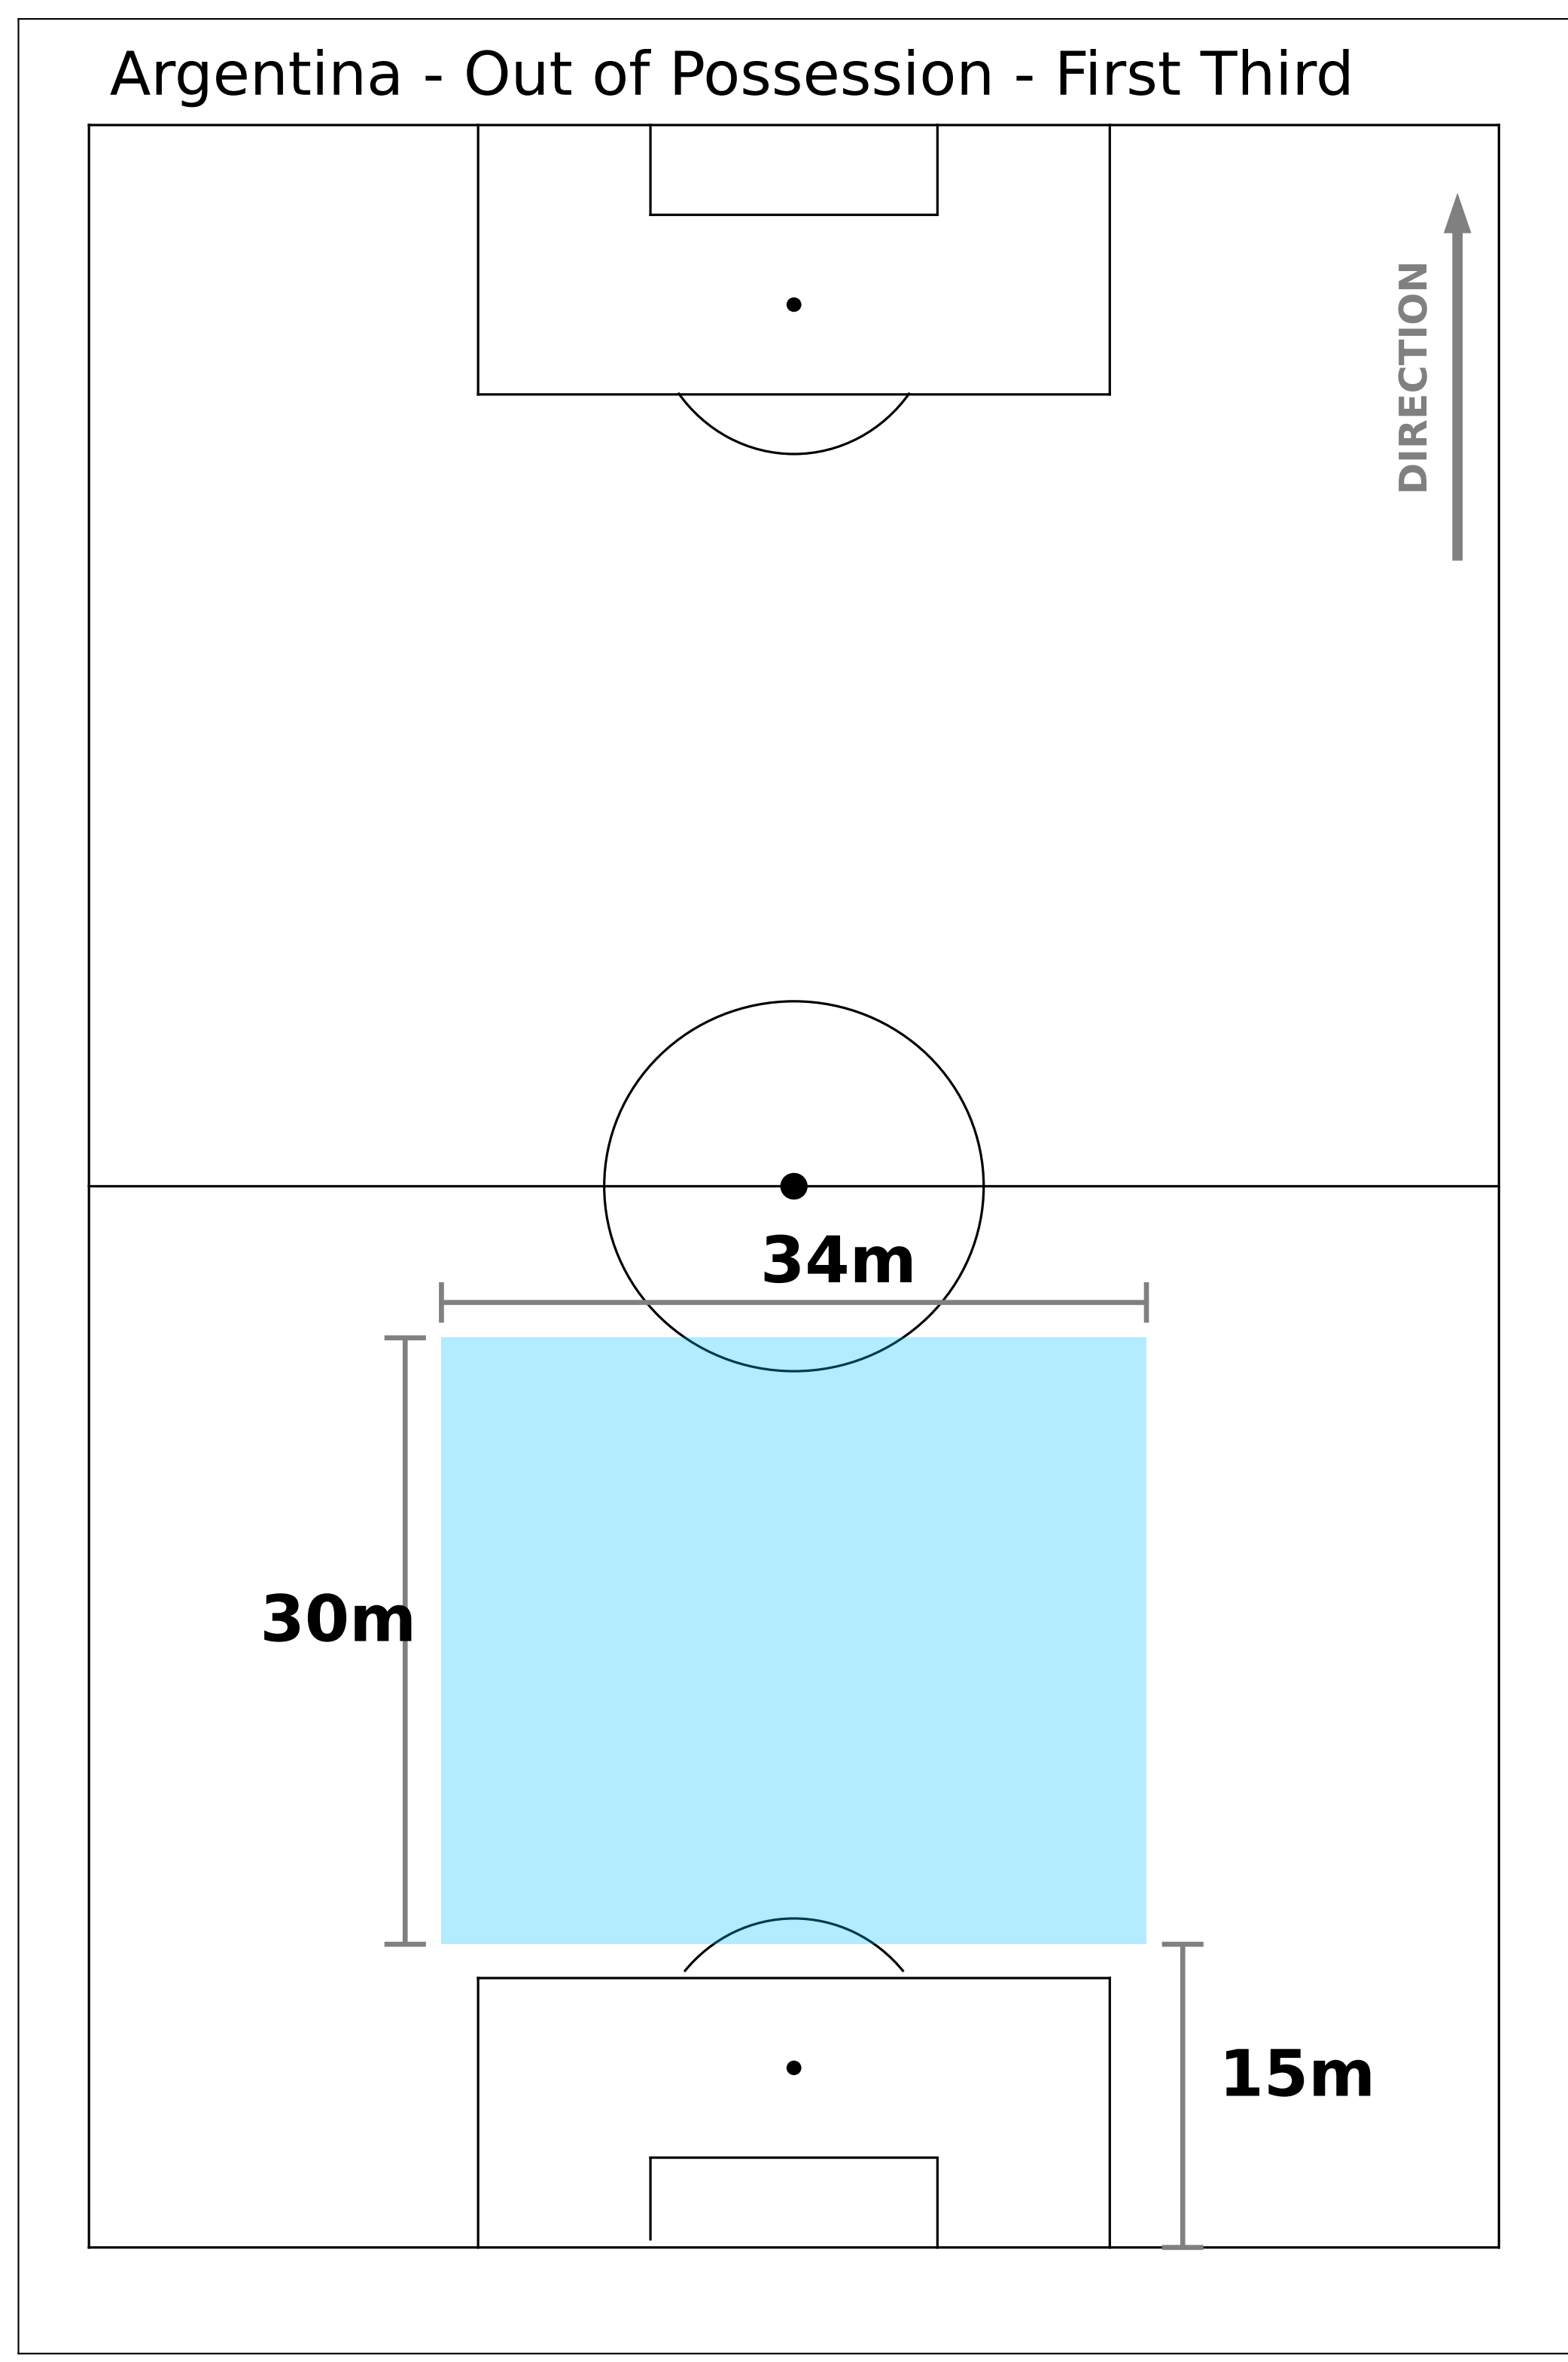 Argentina - Out of Possession - First Third
DIRECTION
34m
30m
15m